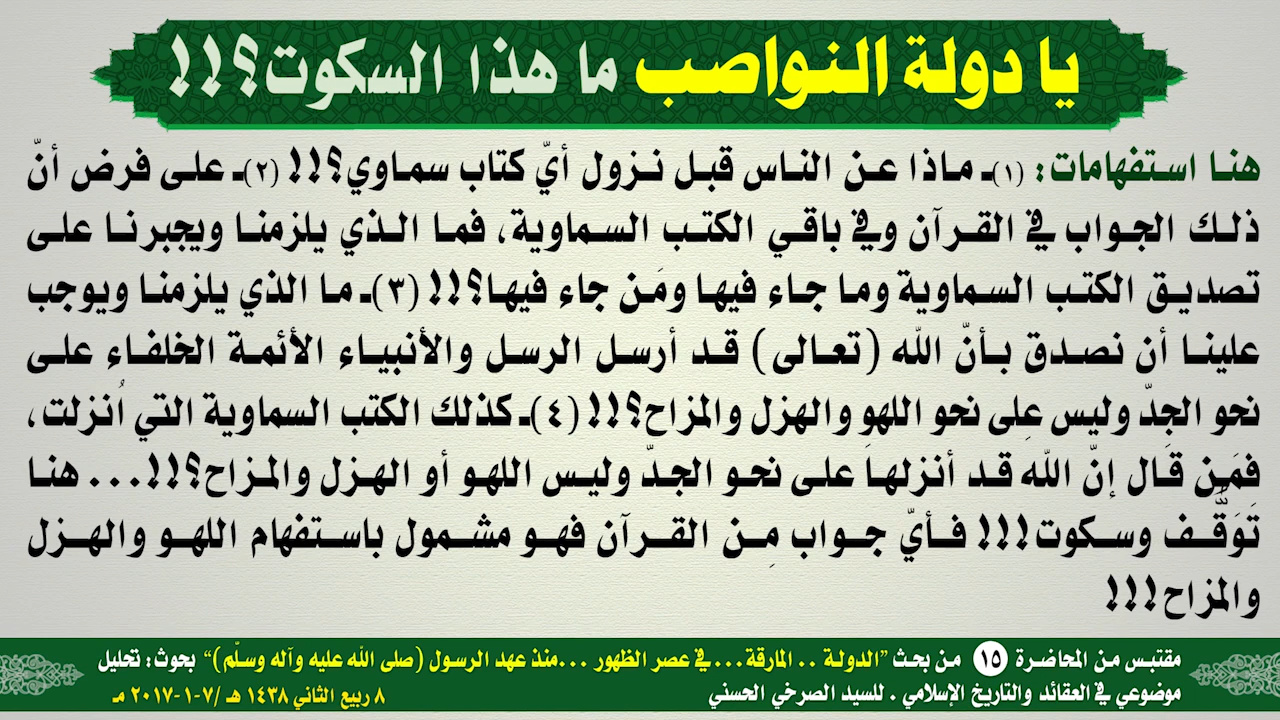 يا دولة النواصب ما هذا السكوت؟!!
هنا استفهامات: (١)ـ ماذا عن الناس قبل نزول أيّ كتاب سماوي؟!! (٢)ـ على فرض أنّ
ذلك الجواب في القرآن وفي باقي الكتب السماوية، فما الذي يلزمنا ويجبرنا على
تصديق الكتب السماوية وما جاء فيها ومَن جاء فيها؟!! (٣)ـ ما الذي يلزمنا ويوجب
علينا أن نصدق بأنّ الله (تعالى) قد أرسل الرسل والأنبياء الأئمة الخلفاء على
نحو الجِدّ وليس على نحو اللهو والهزل والمزاح؟!! (٤)ـ كذلك الكتب السماوية التي اُنزلت،
فمَن قَال إنّ الله قد أنزلها على نحو الجدّ وليس اللهو أو الهزل والمزاح؟!!... هنا
تَوَقُّف وسكوت!!! فأيّ جواب مِن القرآن فهو مشمول باستفهام اللهو والهزل
والمزاح!!!
مقتبس من المحاضرة ١٥ من بحث "الدولة .. المارقة...في عصر الظهور ...منذ عهد الرسول (صلى الله عليه وآله وسلّم)" بحوث: تحليل
موضوعي في العقائد والتاريخ الإسلامي . للسيد الصرخي الحسني
٨ ربيع الثاني ١٤٣٨ هـ /٧-١-٢٠١٧ مـ